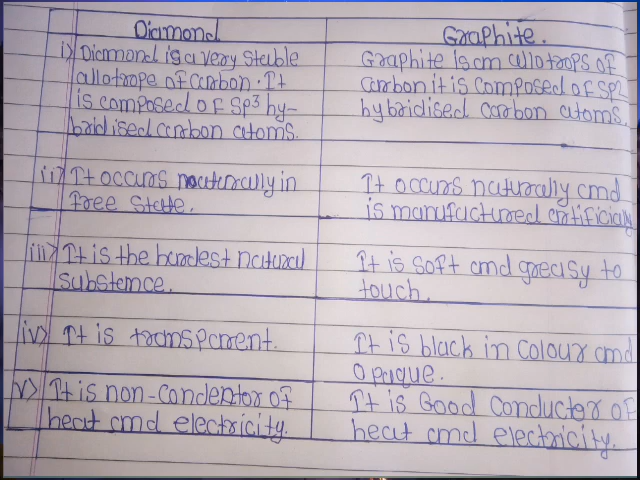 Diamond
Graphite.
i) Diamond is a very stable
allotrope of carbon. It
is composed of sp3 hy-
bridised carbon atoms.
Graphite is an allotrops of
carbon it is composed of sp2
hybridised carbon atoms.
ii) It occurs naturally in
free state.
It occurs naturally and
is manufactured artificially
iii) It is the hardest natural
substance.
It is soft and greasy to
touch.
iv) It is transparent.
It is black in colour and
opaque.
v) It is non-condentor of
heat and electricity.
It is Good conductor of
heat and electricity.